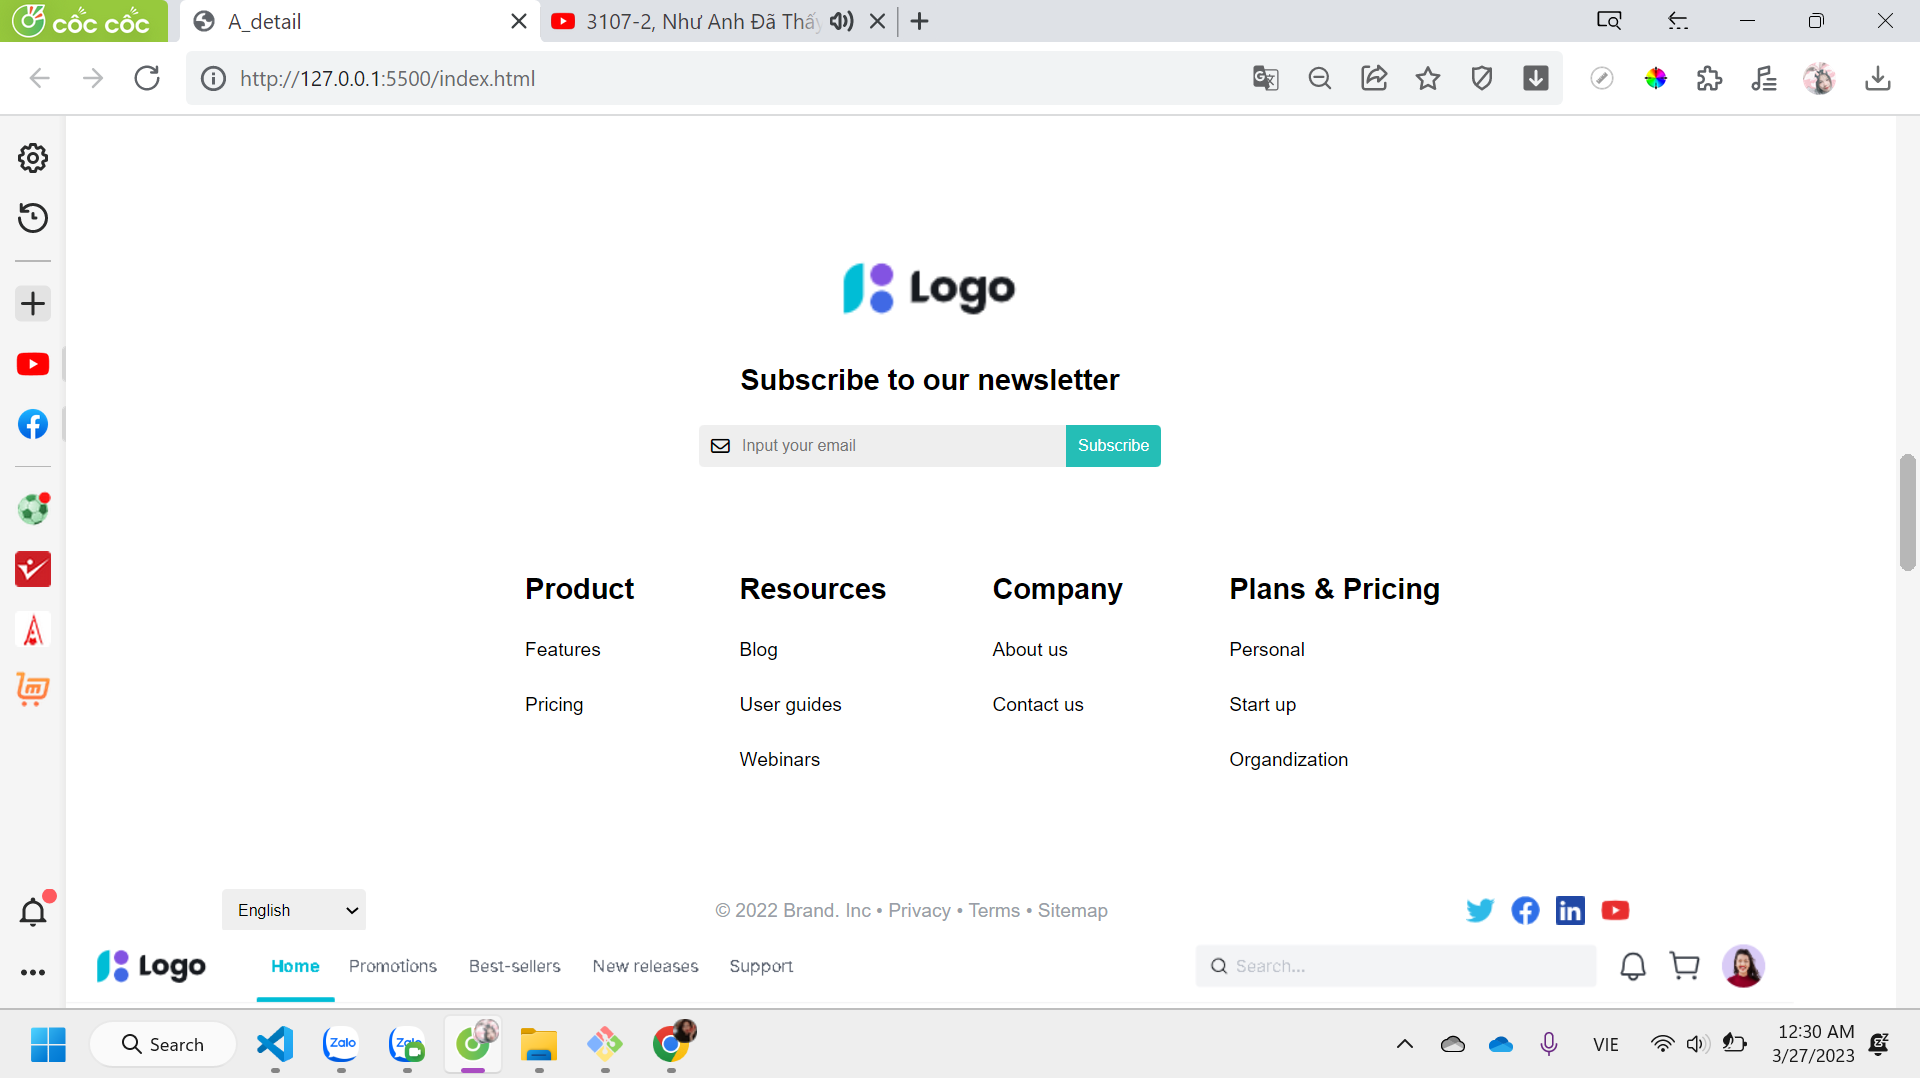 cốc cốc
A_detail
3107-2, Như Anh Đã Thấy
http://127.0.0.1:5500/index.html
Logo
Subscribe to our newsletter
Input your email
Subscribe
Product Resources Company Plans & Pricing
Features Blog About us Personal
Pricing User guides Contact us Start up
Webinars Organdization
English
© 2022 Brand. Inc • Privacy • Terms • Sitemap
Logo Home Promotions Best-sellers New releases Support Search...
Search
Zalo
Zalo
VIE
12:30 AM
3/27/2023